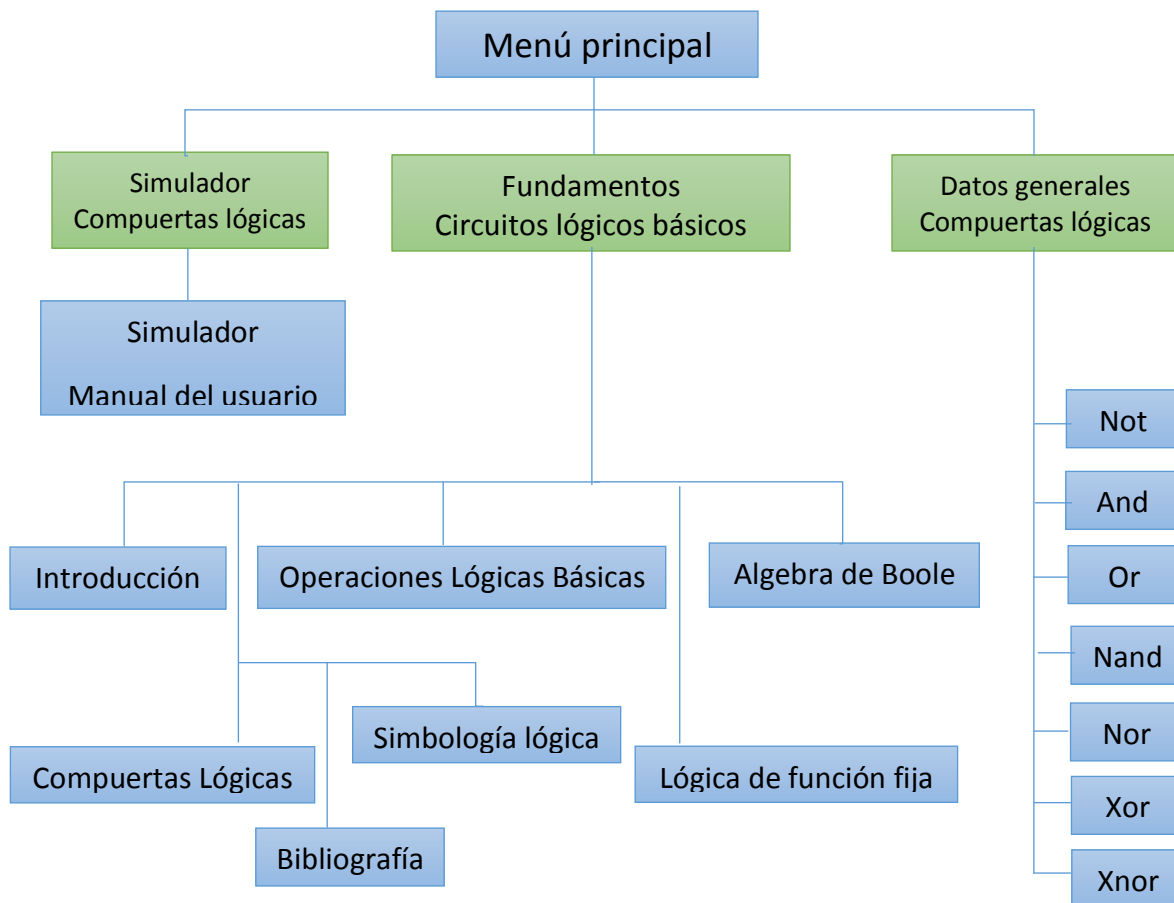 Menú principal
Simulador
Compuertas lógicas
Fundamentos
Circuitos lógicos básicos
Datos generales
Compuertas lógicas
Simulador
Manual del usuario
Not
And
Or
Nand
Nor
Xor
Xnor
Introducción
Operaciones Lógicas Básicas
Algebra de Boole
Simbología lógica
Compuertas Lógicas
Lógica de función fija
Bibliografía